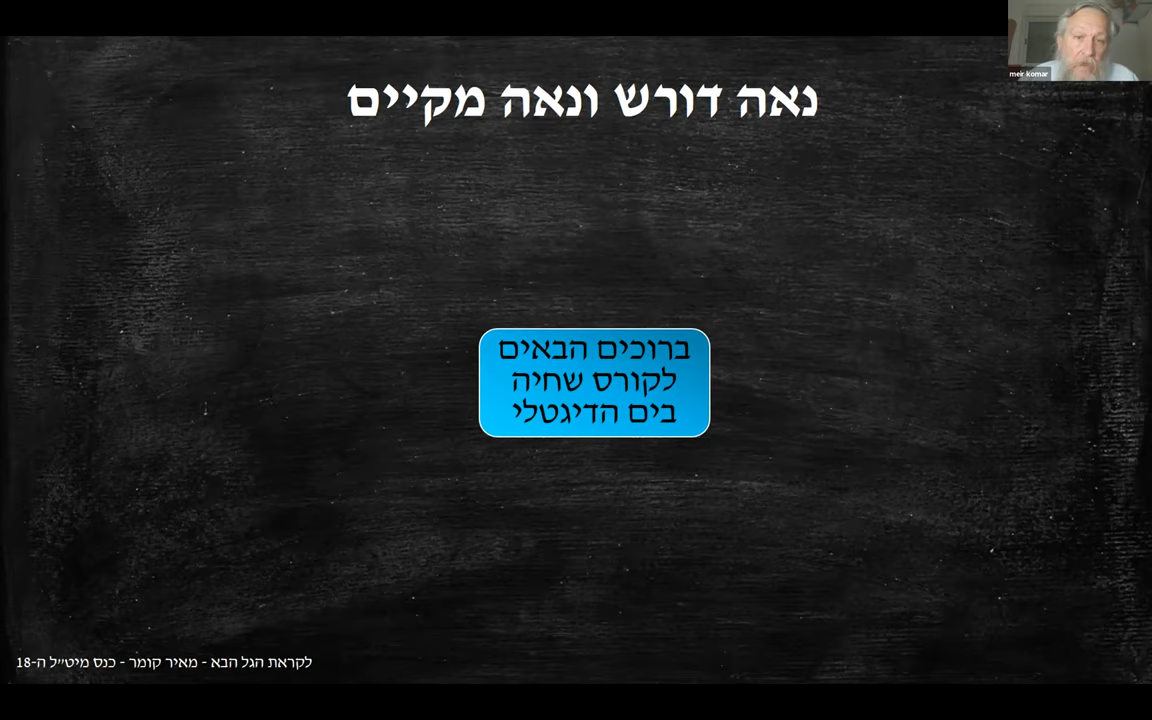 meir komar
נאה דורש ונאה מקיים
ברוכים הבאים
לקורס שחיה
בים הדיגטלי
לקראת הגל הבא - מאיר קומר - כנס מיט״ל ה-18